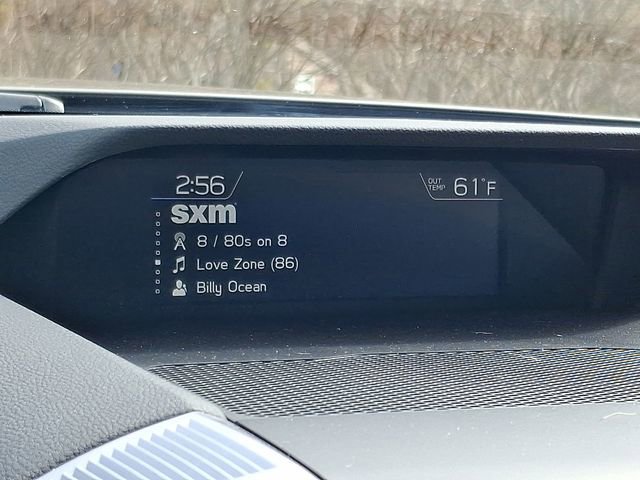 2:56
OUT TEMP 61°F
sxm
8 / 80s on 8
Love Zone (86)
Billy Ocean